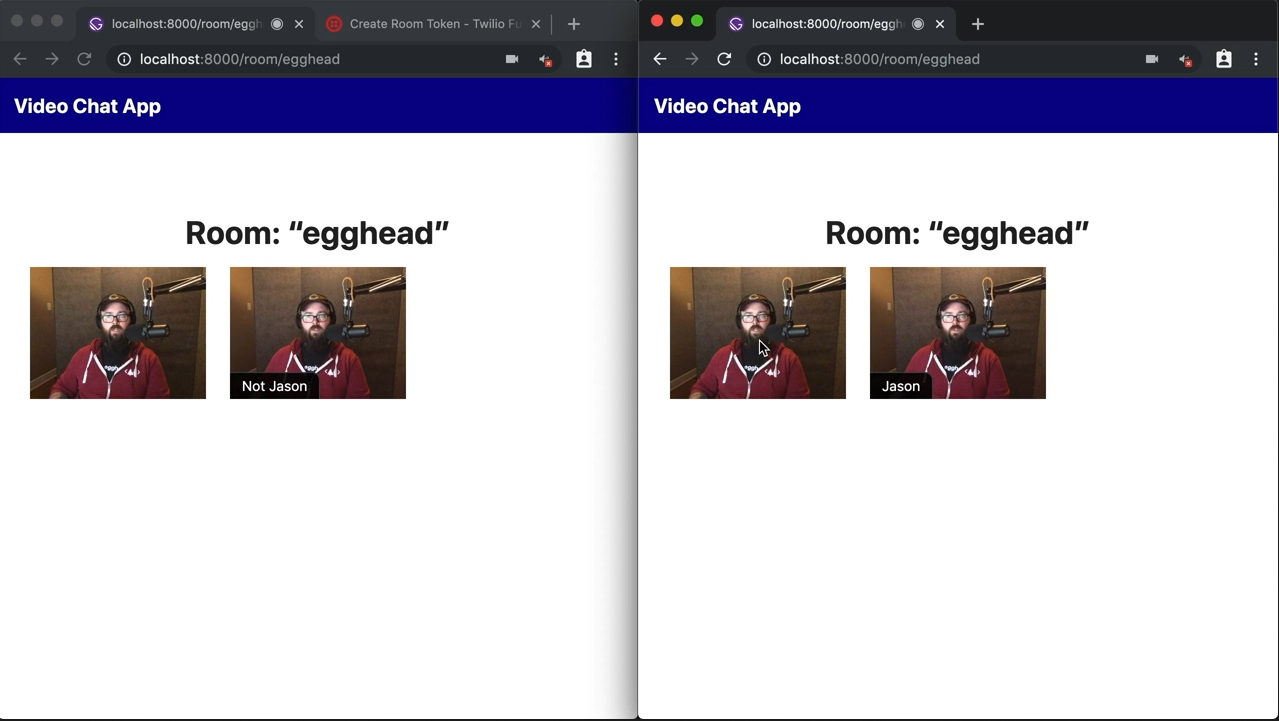 localhost:8000/room/eggh
Create Room Token - Twilio Fu
localhost:8000/room/egghead
Video Chat App
Room: “egghead”
Not Jason
localhost:8000/room/eggh
localhost:8000/room/egghead
Video Chat App
Room: “egghead”
Jason